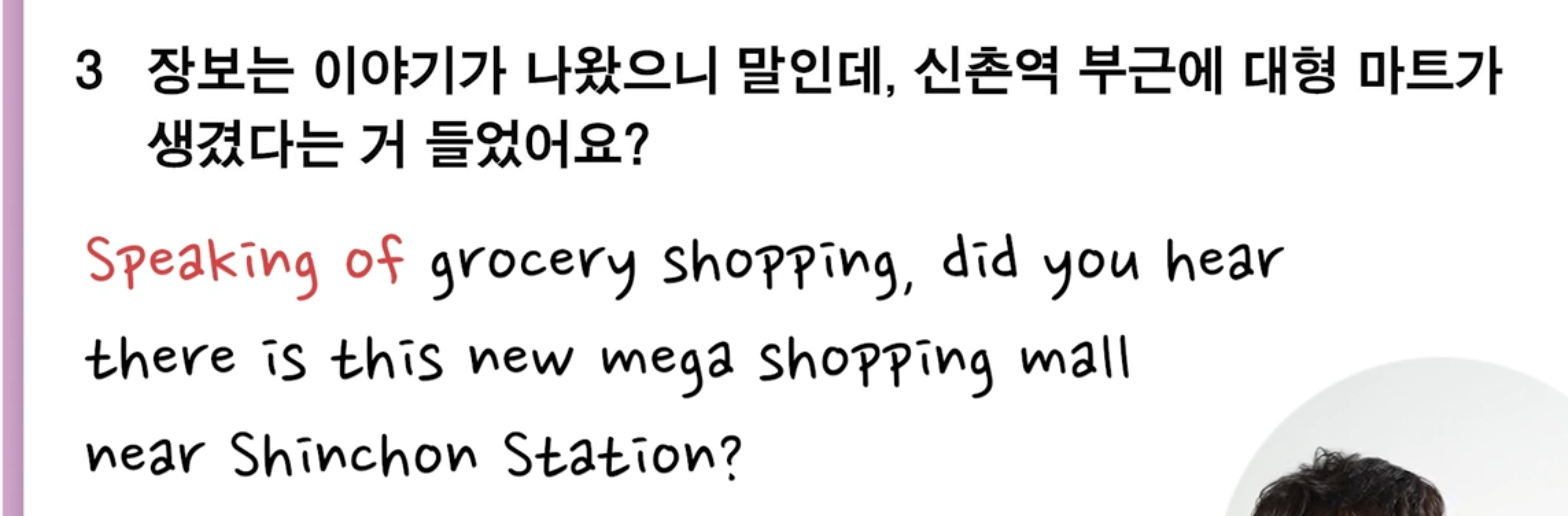 3 장보는 이야기가 나왔으니 말인데, 신촌역 부근에 대형 마트가
생겼다는 거 들었어요?
Speaking of grocery shopping, did you hear
there is this new mega shopping mall
near Shinchon Station?